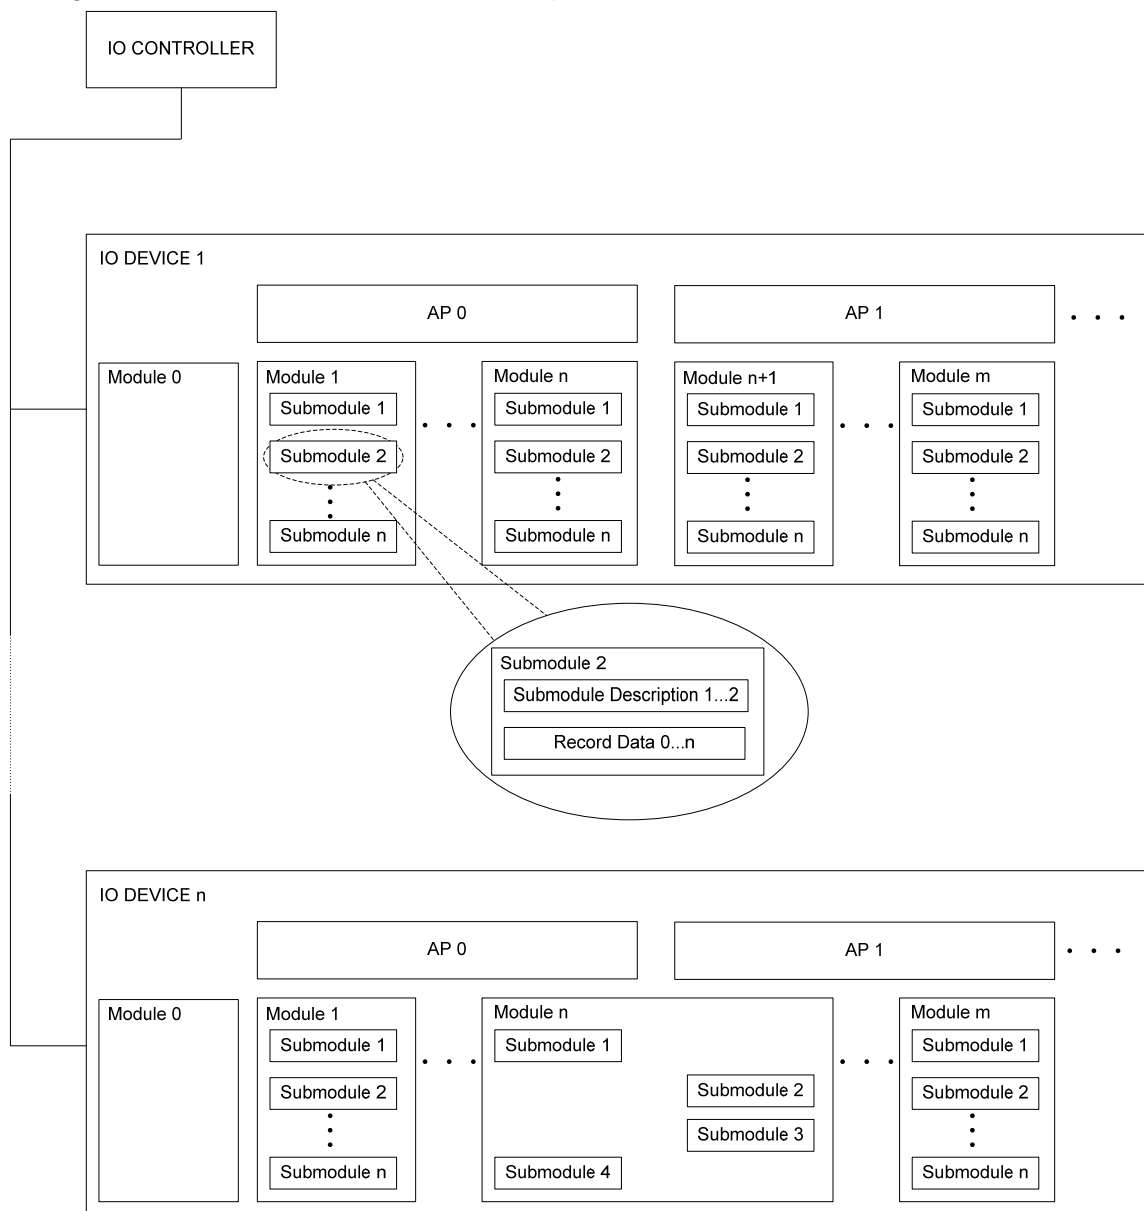 IO CONTROLLER
IO DEVICE 1
AP 0
AP 1
Module 0
Module 1
Submodule 1
Submodule 2
Submodule n
Module n
Submodule 1
Submodule 2
Submodule n
Module n+1
Submodule 1
Submodule 2
Submodule n
Module m
Submodule 1
Submodule 2
Submodule n
Submodule 2
Submodule Description 1...2
Record Data 0...n
IO DEVICE n
AP 0
AP 1
Module 0
Module 1
Submodule 1
Submodule 2
Submodule n
Module n
Submodule 1
Submodule 2
Submodule 3
Submodule 4
Module m
Submodule 1
Submodule 2
Submodule n